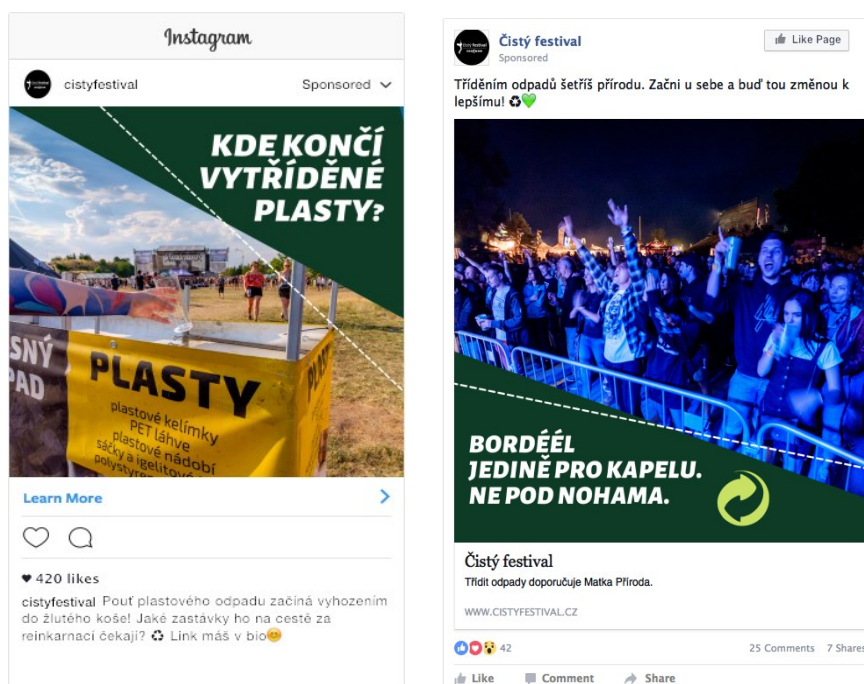 Instagram
cistyfestival
Sponsored
KDE KONČÍ
VYTŘÍDĚNÉ
PLASTY?
PLASTY
plastové kelímky
PET láhve
plastové nádobí
sáčky a igelitové
Learn More
420 likes
cistyfestival Pouť plastového odpadu začíná vyhozením
do žlutého koše! Jaké zastávky ho na cestě za
reinkarnací čekají? ♻ Link máš v bio😊
Čistý festival
Sponsored
Like Page
Tříděním odpadů šetříš přírodu. Začni u sebe a buď tou změnou k
lepšímu! ♻💚
BORDÉÉL
JEDINĚ PRO KAPELU.
NE POD NOHAMA.
Čistý festival
Třídit odpady doporučuje Matka Příroda.
WWW.CISTYFESTIVAL.CZ
42
25 Comments 7 Shares
Like Comment Share